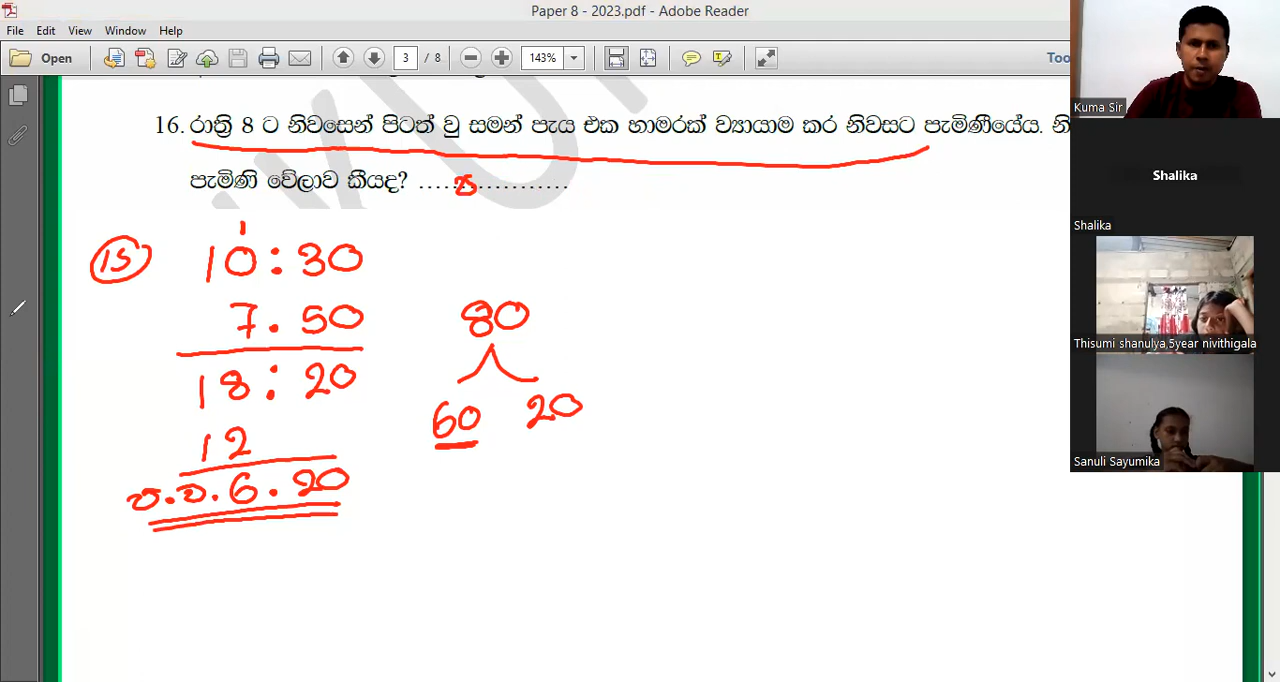 Paper 8 - 2023.pdf - Adobe Reader
File Edit View Window Help
Open 3 / 8 143% Too
16. රාත්‍රි 8 ට නිවසෙන් පිටත් වු සමන් පැය එක හාමරක් ව්‍යායාම කර නිවසට පැමිණීයේය. නි
පැමිණි වේලාව කීයද? ...............
15
1
10:30
7.50
18:20
12
ප.ව.6.20
80
60 20
Kuma Sir
Shalika
Shalika
Thisumi shanulya,5year nivithigala
Sanuli Sayumika